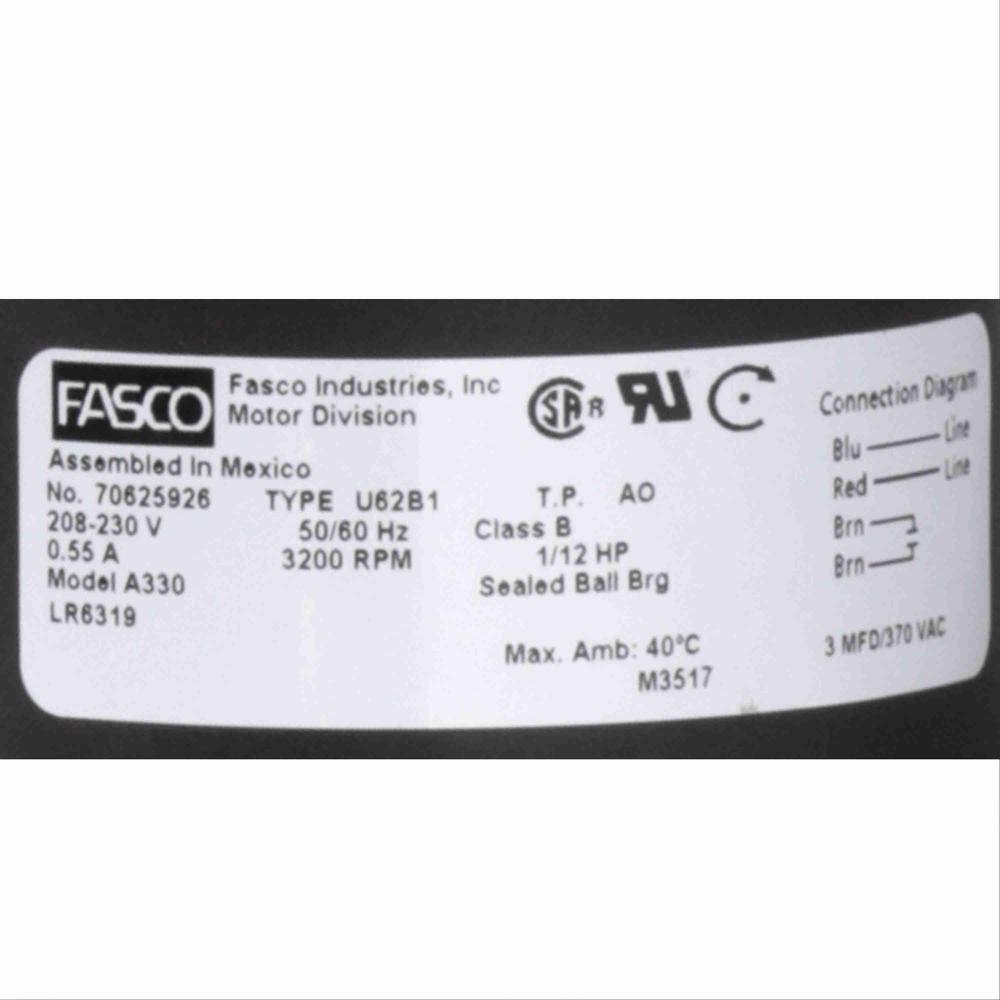 FASCO
Fasco Industries, Inc
Motor Division
Assembled In Mexico
No. 70625926 TYPE U62B1 T.P. AO
208-230 V 50/60 Hz Class B
0.55 A 3200 RPM 1/12 HP
Model A330 Sealed Ball Brg
LR6319
Max. Amb: 40°C
M3517
SA R
RU
Connection Diagram
Blu Line
Red Line
Brn
Brn
3 MFD/370 VAC